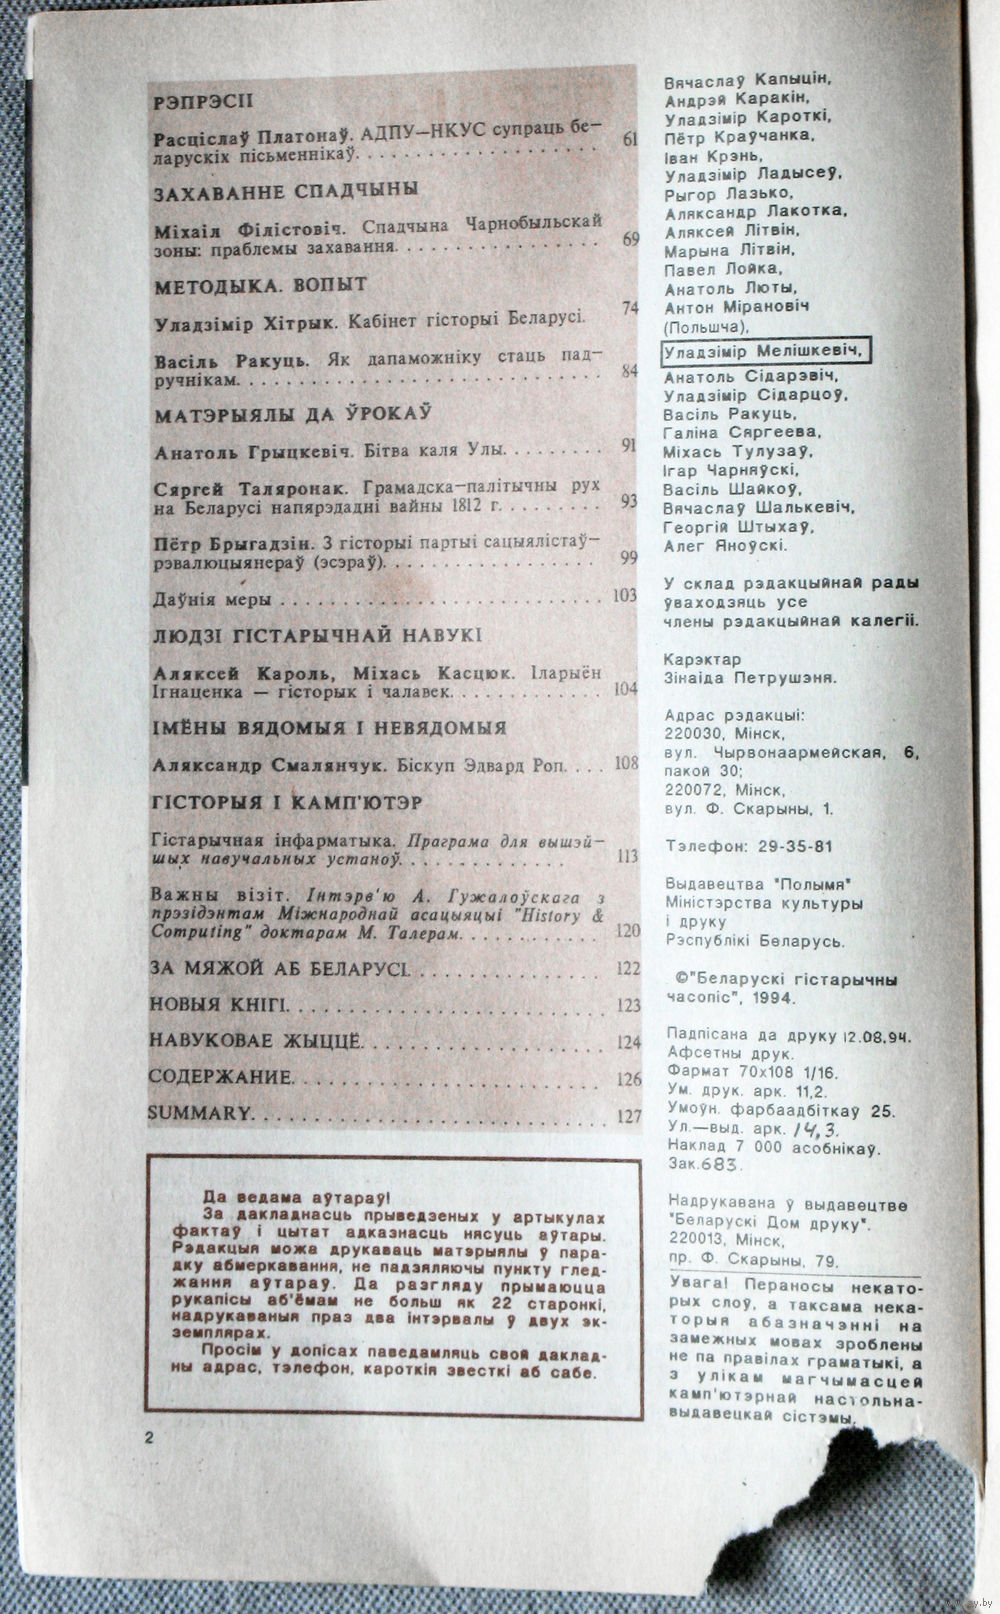 РЭПРЭСІІ
Расціслаў Платонаў. АДПУ—НКУС супраць бе—
ларускіх пісьменнікаў. . . . . . . . . . . . . . . . . . . 61
ЗАХАВАННЕ СПАДЧЫНЫ
Міхаіл Філістовіч. Спадчына Чарнобыльскай
зоны: праблемы захавання. . . . . . . . . . . . . . . . 69
МЕТОДЫКА. ВОПЫТ
Уладзімір Хітрык. Кабінет гісторыі Беларусі. 74
Васіль Ракуць. Як дапаможніку стаць пад—
ручнікам. . . . . . . . . . . . . . . . . . . . . . . . . . . . 84
МАТЭРЫЯЛЫ ДА ЎРОКАЎ
Анатоль Грыцкевіч. Бітва каля Улы. . . . . . . . . 91
Сяргей Таляронак. Грамадска—палітычны рух
на Беларусі напярэдадні вайны 1812 г. . . . . . . . . 93
Пётр Брыгадзін. З гісторыі партыі сацыялістаў—
рэвалюцыянераў (эсэраў). . . . . . . . . . . . . . . . . 99
Даўнія меры . . . . . . . . . . . . . . . . . . . . . . . . . 103
ЛЮДЗІ ГІСТАРЫЧНАЙ НАВУКІ
Аляксей Кароль, Міхась Касцюк. Іларыён
Ігнаценка — гісторык і чалавек. . . . . . . . . . . . 104
ІМЁНЫ ВЯДОМЫЯ І НЕВЯДОМЫЯ
Аляксандр Смалянчук. Біскуп Эдвард Роп. . . . 108
ГІСТОРЫЯ І КАМП'ЮТЭР
Гістарычная інфарматыка. Праграма для вышэй—
шых навучальных устаноў. . . . . . . . . . . . . . 113
Важны візіт. Інтэрв'ю А. Гужалоўскага з
прэзідэнтам Міжнароднай асацыяцыі "History &
Computing" доктарам М. Талерам. . . . . . . . . . . 120
ЗА МЯЖОЙ АБ БЕЛАРУСІ. . . . . . . . . . . . . . . 122
НОВЫЯ КНІГІ. . . . . . . . . . . . . . . . . . . . . . . . 123
НАВУКОВАЕ ЖЫЦЦЁ. . . . . . . . . . . . . . . . . . . 124
СОДЕРЖАНИЕ. . . . . . . . . . . . . . . . . . . . . . . . 126
SUMMARY. . . . . . . . . . . . . . . . . . . . . . . . . . . 127
Да ведама аўтараў!
За дакладнасць прыведзеных у артыкулах
фактаў і цытат адказнасць нясуць аўтары.
Рэдакцыя можа друкаваць матэрыялы ў пара-
дку абмеркавання, не падзяляючы пункту глед-
жання аўтараў. Да разгляду прымаюцца
рукапісы аб'ёмам не больш як 22 старонкі,
надрукаваныя праз два інтэрвалы ў двух эк-
земплярах.
Просім у допісах паведамляць свой даклад-
ны адрас, тэлефон, кароткія звесткі аб сабе.
2
Вячаслаў Капыцін,
Андрэй Каракін,
Уладзімір Кароткі,
Пётр Краўчанка,
Іван Крэнь,
Уладзімір Ладысеў,
Рыгор Лазько,
Аляксандр Лакотка,
Аляксей Літвін,
Марына Літвін,
Павел Лойка,
Анатоль Люты,
Антон Мірановіч
(Польшча),
Уладзімір Мелішкевіч,
Анатоль Сідарэвіч,
Уладзімір Сідарцоў,
Васіль Ракуць,
Галіна Сяргеева,
Міхась Тулузаў,
Ігар Чарняўскі,
Васіль Шайкоў,
Вячаслаў Шалькевіч,
Георгій Штыхаў,
Алег Яноўскі.
У склад рэдакцыйнай рады
ўваходзяць усе
члены рэдакцыйнай калегіі.
Карэктар
Зінаіда Петрушэня.
Адрас рэдакцыі:
220030, Мінск,
вул. Чырвонаармейская, 6,
пакой 30;
220072, Мінск,
вул. Ф. Скарыны, 1.
Тэлефон: 29-35-81
Выдавецтва "Полымя"
Міністэрства культуры
і друку
Рэспублікі Беларусь.
©"Беларускі гістарычны
часопіс", 1994.
Падпісана да друку 12.08.94.
Афсетны друк.
Фармат 70х108 1/16.
Ум. друк. арк. 11,2.
Умоўн. фарбаадбіткаў 25.
Ул.—выд. арк. 14,3.
Наклад 7 000 асобнікаў.
Зак.683.
Надрукавана ў выдавецтве
"Беларускі Дом друку".
220013, Мінск,
пр. Ф. Скарыны, 79.
Увага! Пераносы некато-
рых слоў, а таксама нека-
торыя абазначэнні на
замежных мовах зроблены
не па правілах граматыкі, а
з улікам магчымасцей
камп'ютэрнай настольна-
выдавецкай сістэмы.